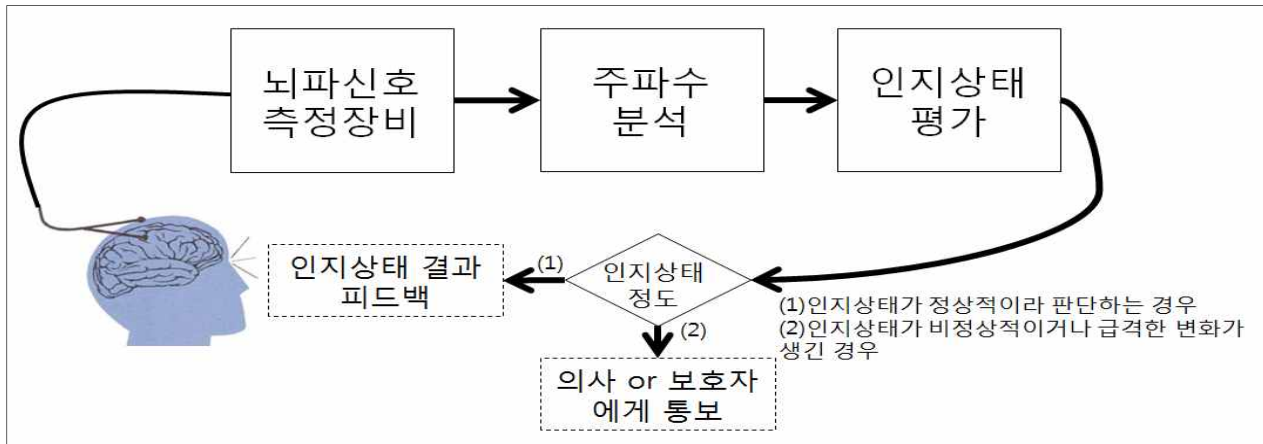 뇌파신호
측정장비
주파수
분석
인지상태
평가
인지상태 결과
피드백
(1)
인지상태
정도
(2)
(1)인지상태가 정상적이라 판단하는 경우
(2)인지상태가 비정상적이거나 급격한 변화가
생긴 경우
의사 or 보호자
에게 통보